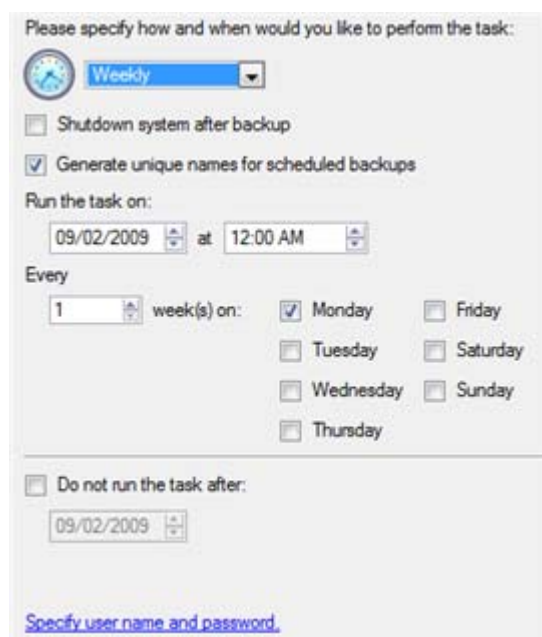 Please specify how and when would you like to perform the task:
Weekly
Shutdown system after backup
Generate unique names for scheduled backups
Run the task on:
09/02/2009 at 12:00 AM
Every
1 week(s) on: Monday Friday
Tuesday Saturday
Wednesday Sunday
Thursday
Do not run the task after:
09/02/2009
Specify user name and password.